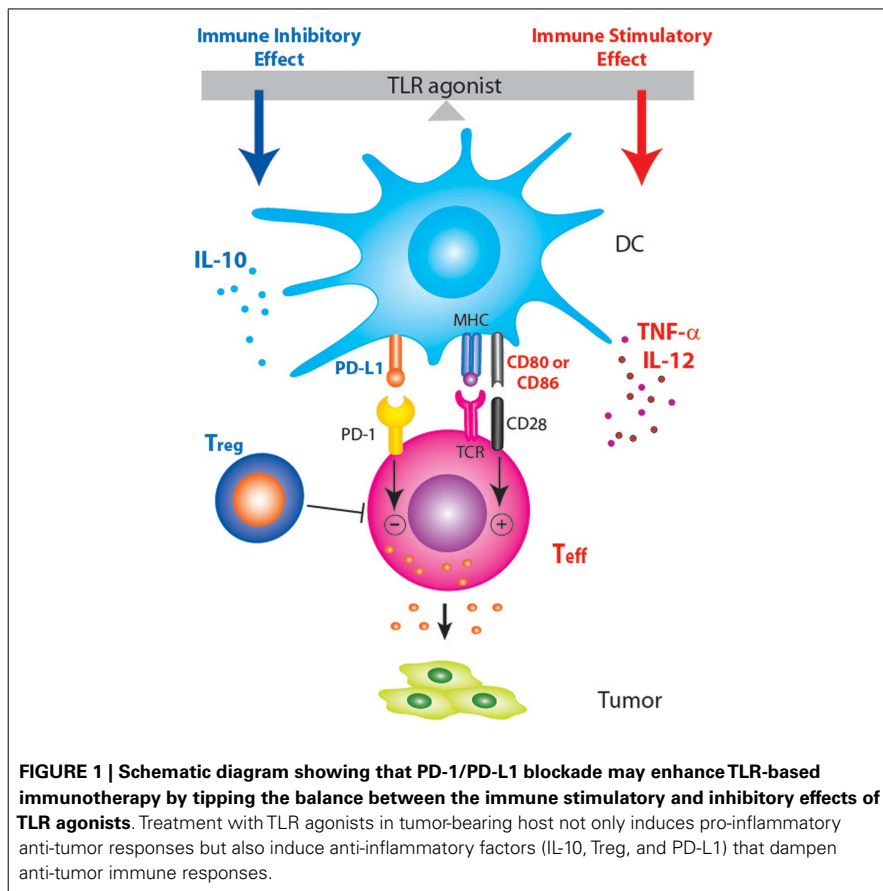 Immune Inhibitory
Effect
Immune Stimulatory
Effect
TLR agonist
DC
IL-10
MHC
TNF-α
IL-12
PD-L1
CD80 or
CD86
PD-1
CD28
TCR
Treg
−
+
Teff
Tumor
FIGURE 1 | Schematic diagram showing that PD-1/PD-L1 blockade may enhance TLR-based
immunotherapy by tipping the balance between the immune stimulatory and inhibitory effects of
TLR agonists. Treatment with TLR agonists in tumor-bearing host not only induces pro-inflammatory
anti-tumor responses but also induce anti-inflammatory factors (IL-10, Treg, and PD-L1) that dampen
anti-tumor immune responses.